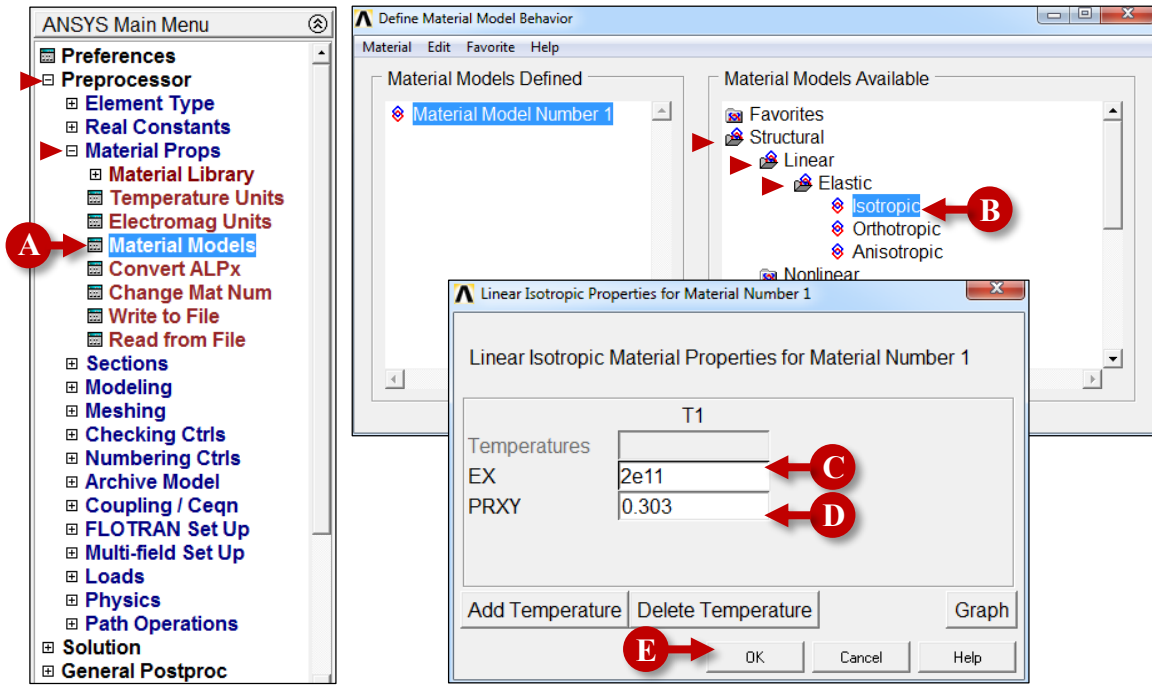 ANSYS Main Menu
Preferences
Preprocessor
Element Type
Real Constants
Material Props
Material Library
Temperature Units
Electromag Units
A
Material Models
Convert ALPx
Change Mat Num
Write to File
Read from File
Sections
Modeling
Meshing
Checking Ctrls
Numbering Ctrls
Archive Model
Coupling / Ceqn
FLOTRAN Set Up
Multi-field Set Up
Loads
Physics
Path Operations
Solution
General Postproc
Define Material Model Behavior
Material Edit Favorite Help
Material Models Defined
Material Model Number 1
Material Models Available
Favorites
Structural
Linear
Elastic
Isotropic B
Orthotropic
Anisotropic
Nonlinear
Linear Isotropic Properties for Material Number 1
Linear Isotropic Material Properties for Material Number 1
T1
Temperatures
EX 2e11 C
PRXY 0.303 D
Add Temperature Delete Temperature Graph
E OK Cancel Help